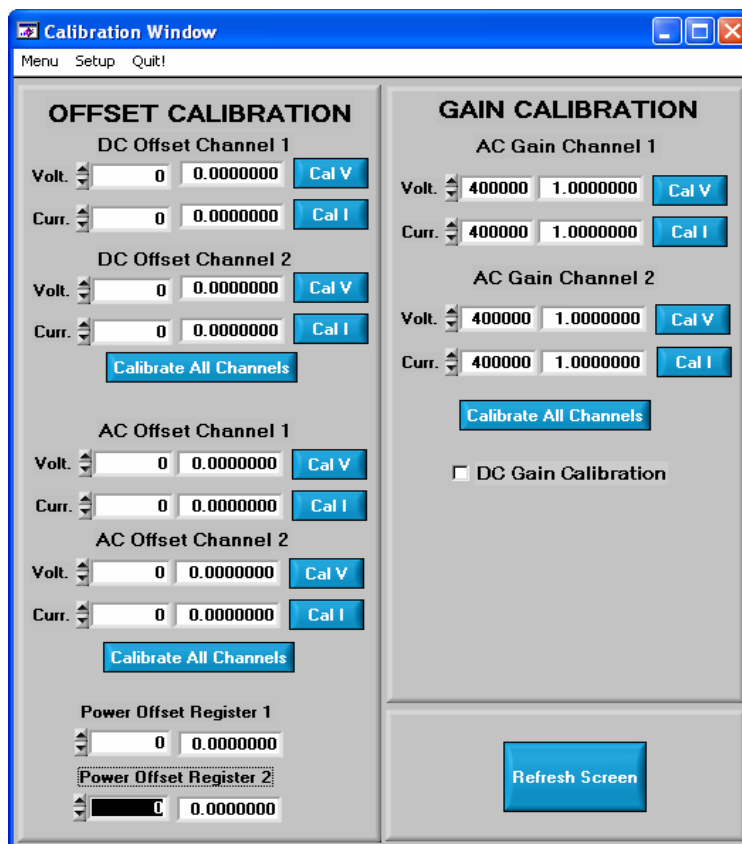 Calibration Window
Menu Setup Quit!
OFFSET CALIBRATION
DC Offset Channel 1
Volt. 0 0.0000000 Cal V
Curr. 0 0.0000000 Cal I
DC Offset Channel 2
Volt. 0 0.0000000 Cal V
Curr. 0 0.0000000 Cal I
Calibrate All Channels
AC Offset Channel 1
Volt. 0 0.0000000 Cal V
Curr. 0 0.0000000 Cal I
AC Offset Channel 2
Volt. 0 0.0000000 Cal V
Curr. 0 0.0000000 Cal I
Calibrate All Channels
Power Offset Register 1
0 0.0000000
Power Offset Register 2
0 0.0000000
GAIN CALIBRATION
AC Gain Channel 1
Volt. 400000 1.0000000 Cal V
Curr. 400000 1.0000000 Cal I
AC Gain Channel 2
Volt. 400000 1.0000000 Cal V
Curr. 400000 1.0000000 Cal I
Calibrate All Channels
DC Gain Calibration
Refresh Screen